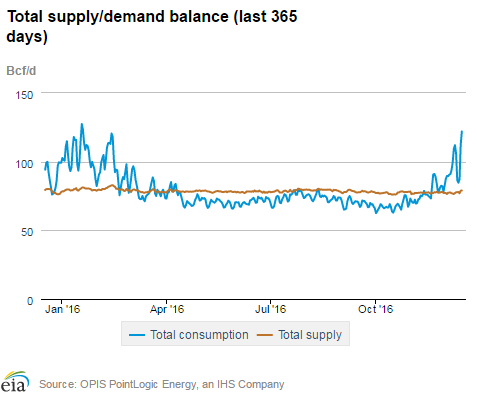 Total supply/demand balance (last 365
days)
Bcf/d
150
100
50
0
Jan '16
Apr '16
Jul '16
Oct '16
Total consumption
Total supply
eia
Source: OPIS PointLogic Energy, an IHS Company